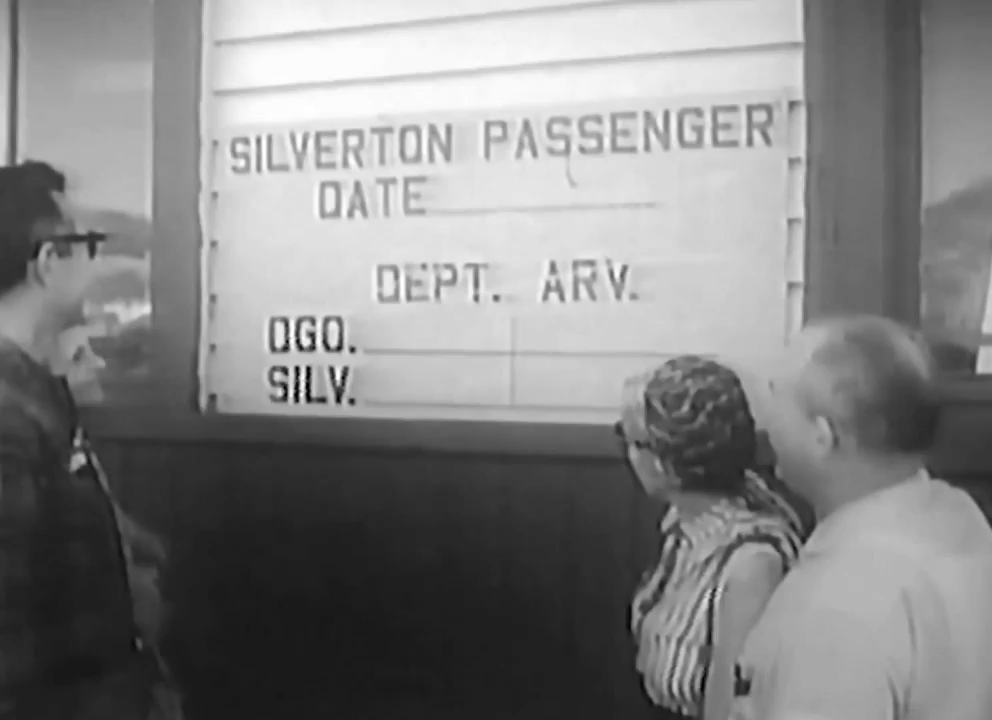 SILVERTON PASSENGER
DATE
DEPT. ARV.
DGO.
SILV.